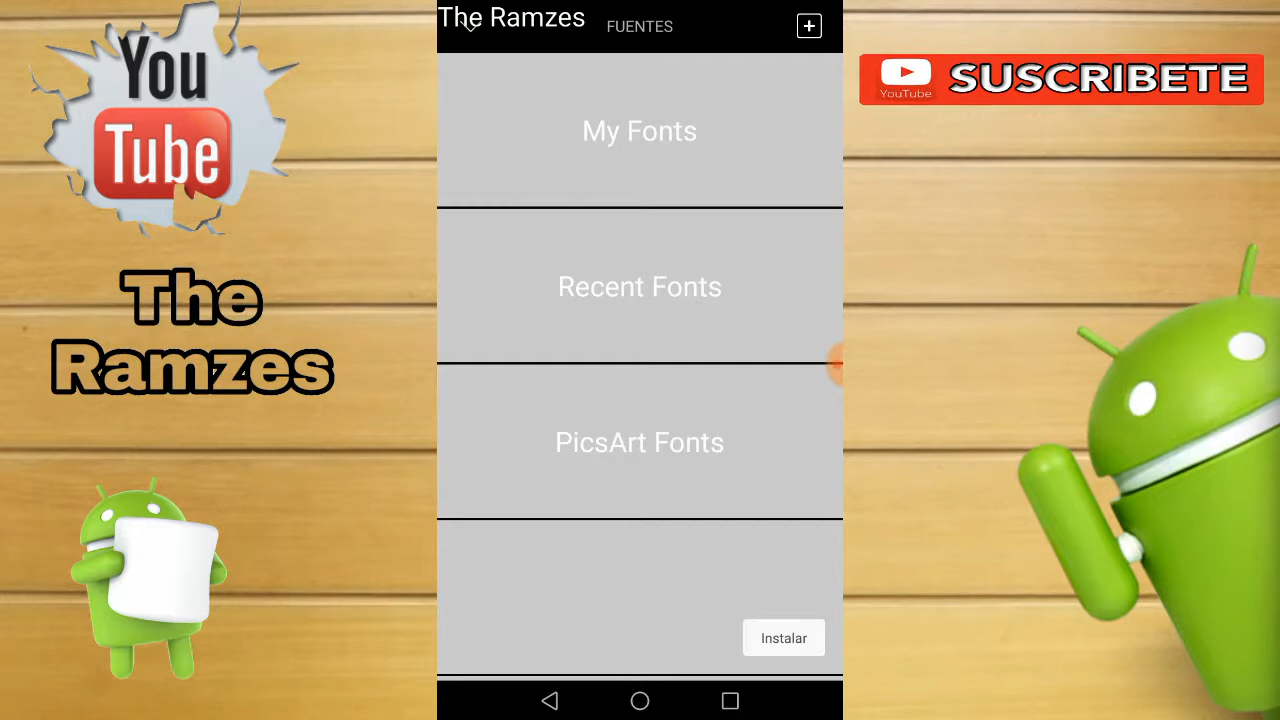 You
Tube
The
Ramzes
The Ramzes
FUENTES
My Fonts
Recent Fonts
PicsArt Fonts
Instalar
YouTube
SUSCRIBETE